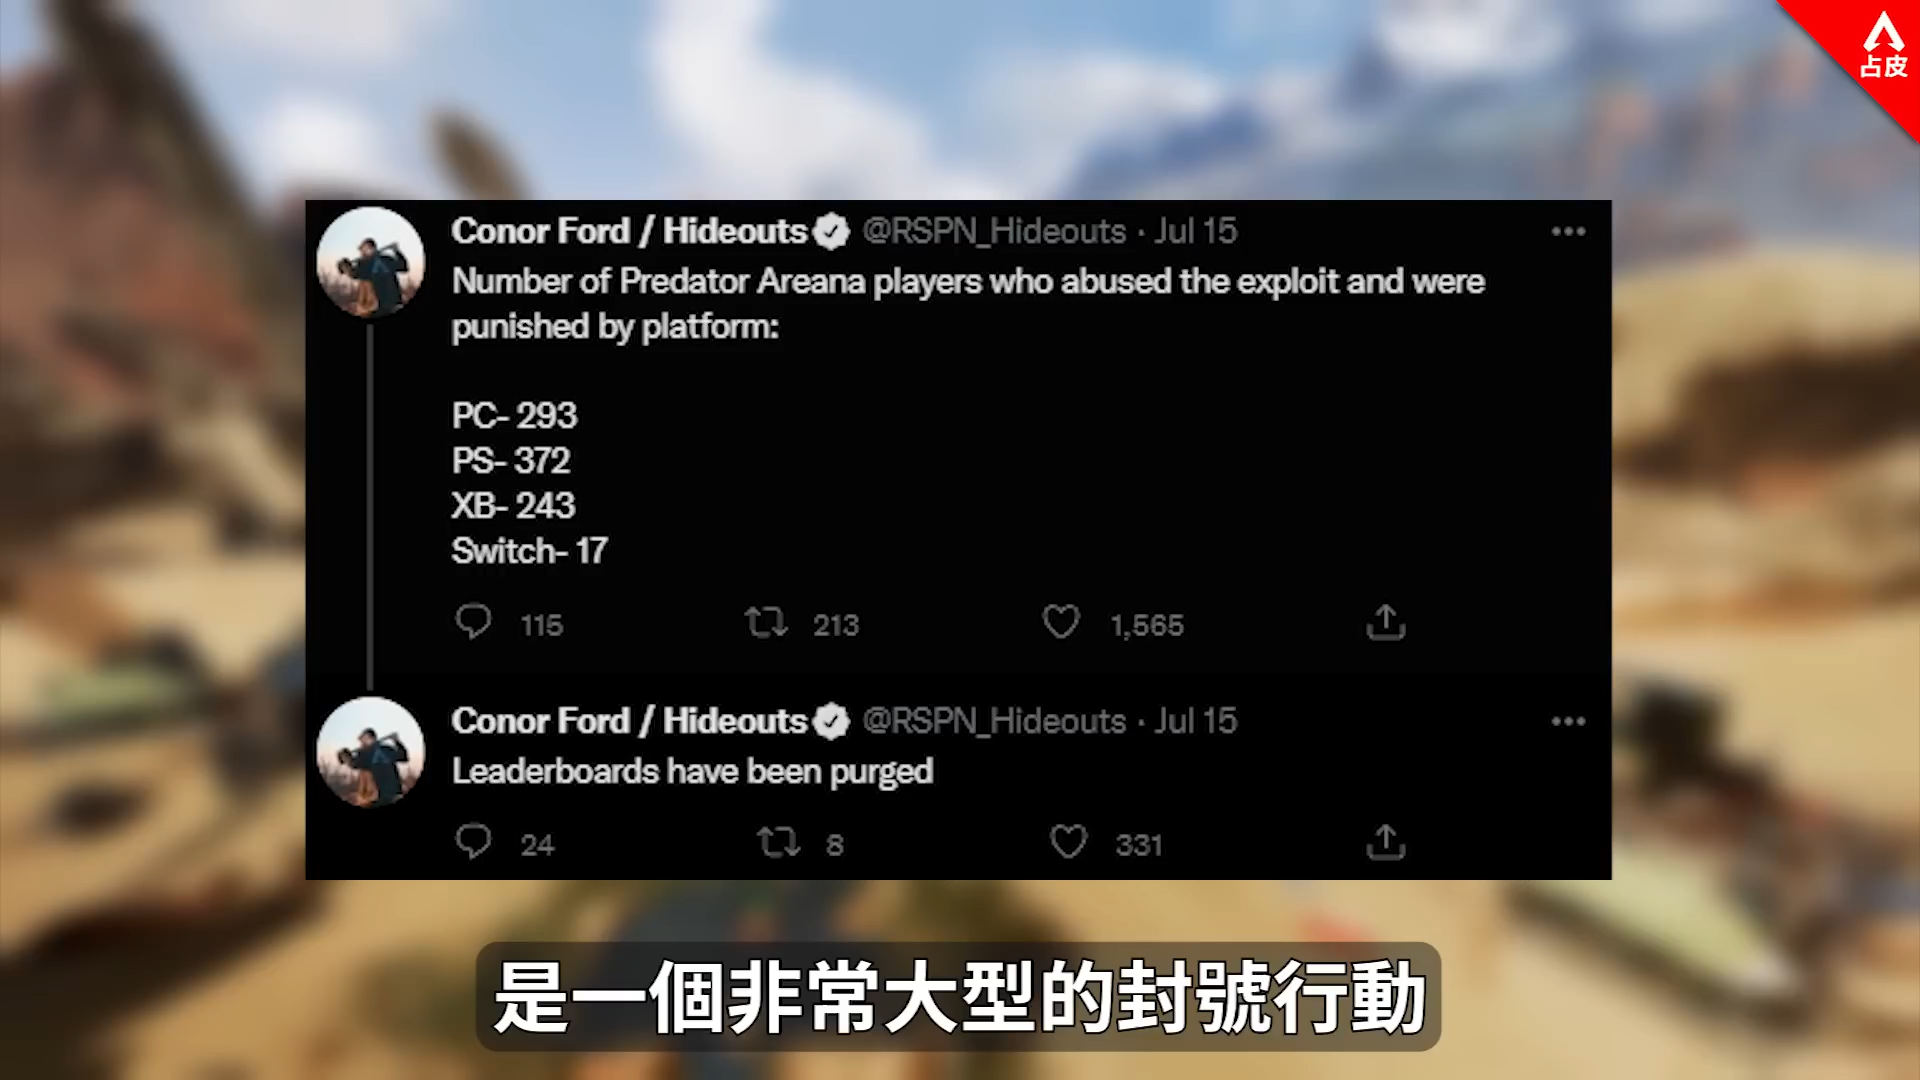 占皮
Conor Ford / Hideouts @RSPN_Hideouts · Jul 15
Number of Predator Areana players who abused the exploit and were
punished by platform:
PC- 293
PS- 372
XB- 243
Switch- 17
115 213 1,565
Conor Ford / Hideouts @RSPN_Hideouts · Jul 15
Leaderboards have been purged
24 8 331
是一個非常大型的封號行動